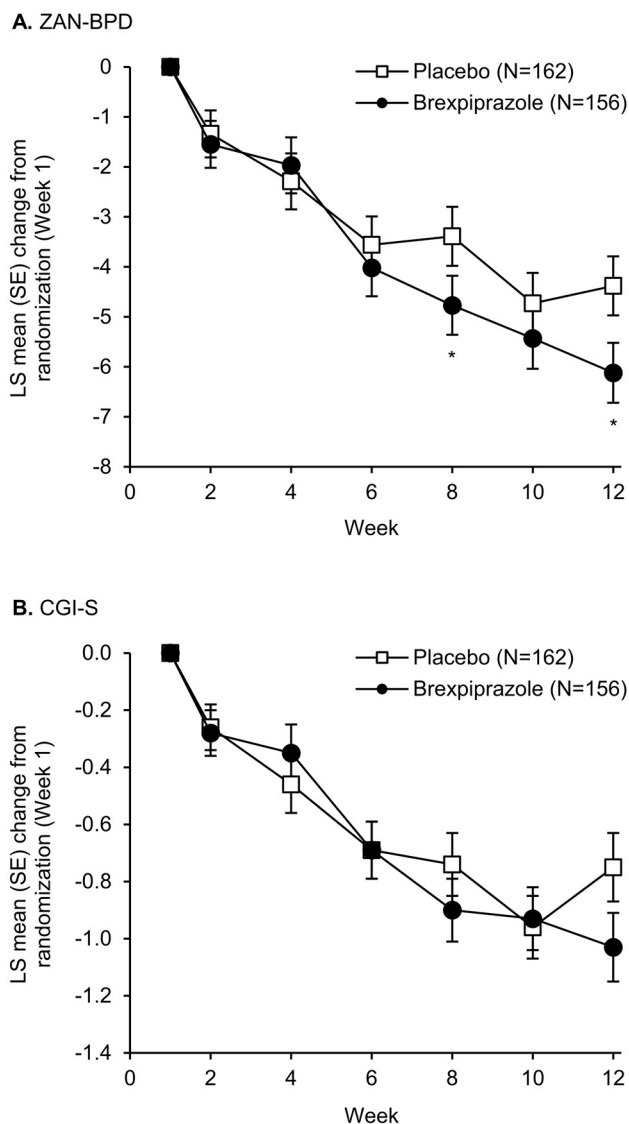 A. ZAN-BPD
Placebo (N=162)
Brexpiprazole (N=156)
LS mean (SE) change from
randomization (Week 1)
0
-1
-2
-3
-4
-5
-6
-7
-8
*
*
0 2 4 6 8 10 12
Week
B. CGI-S
Placebo (N=162)
Brexpiprazole (N=156)
LS mean (SE) change from
randomization (Week 1)
0.0
-0.2
-0.4
-0.6
-0.8
-1.0
-1.2
-1.4
0 2 4 6 8 10 12
Week